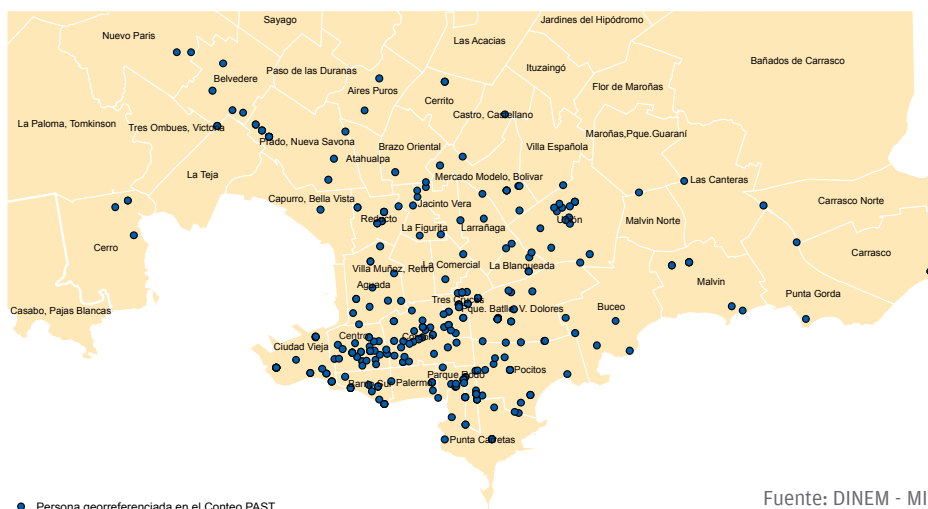 Jardines del Hipódromo
Sayago
Nuevo Paris
Las Acacias
Bañados de Carrasco
Ituzaingó
Paso de las Duranas
Belvedere
Flor de Maroñas
Aires Puros
Cerrito
Castro, Castellano
La Paloma, Tomkinson
Tres Ombues, Victoria
Maroñas,Pque.Guaraní
Prado, Nueva Savona
Brazo Oriental
Villa Española
Atahualpa
La Teja
Mercado Modelo, Bolivar
Las Canteras
Capurro, Bella Vista
Jacinto Vera
Carrasco Norte
Reducto
La Figurita
Larrañaga
Unión
Malvin Norte
Cerro
Carrasco
Villa Muñoz, Retiro
La Comercial
La Blanqueada
Malvin
Aguada
Punta Gorda
Tres Cruces
Casabo, Pajas Blancas
Pque. Batlle, V. Dolores
Buceo
Centro
Cordón
Ciudad Vieja
Parque Rodó
Pocitos
Barrio Sur
Palermo
Punta Carretas
Persona georreferenciada en el Conteo PAST
Fuente: DINEM - MI